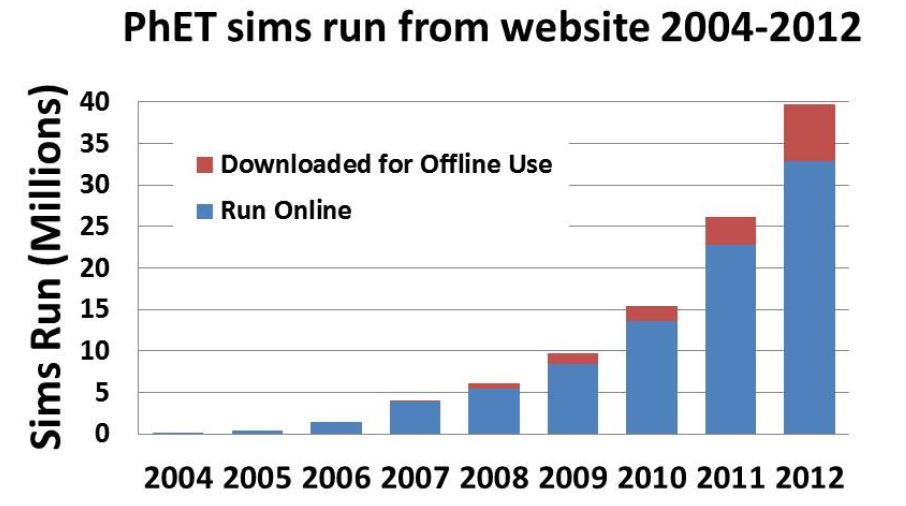 PhET sims run from website 2004-2012
Sims Run (Millions)
40
35
30
25
20
15
10
5
0
Downloaded for Offline Use
Run Online
2004 2005 2006 2007 2008 2009 2010 2011 2012